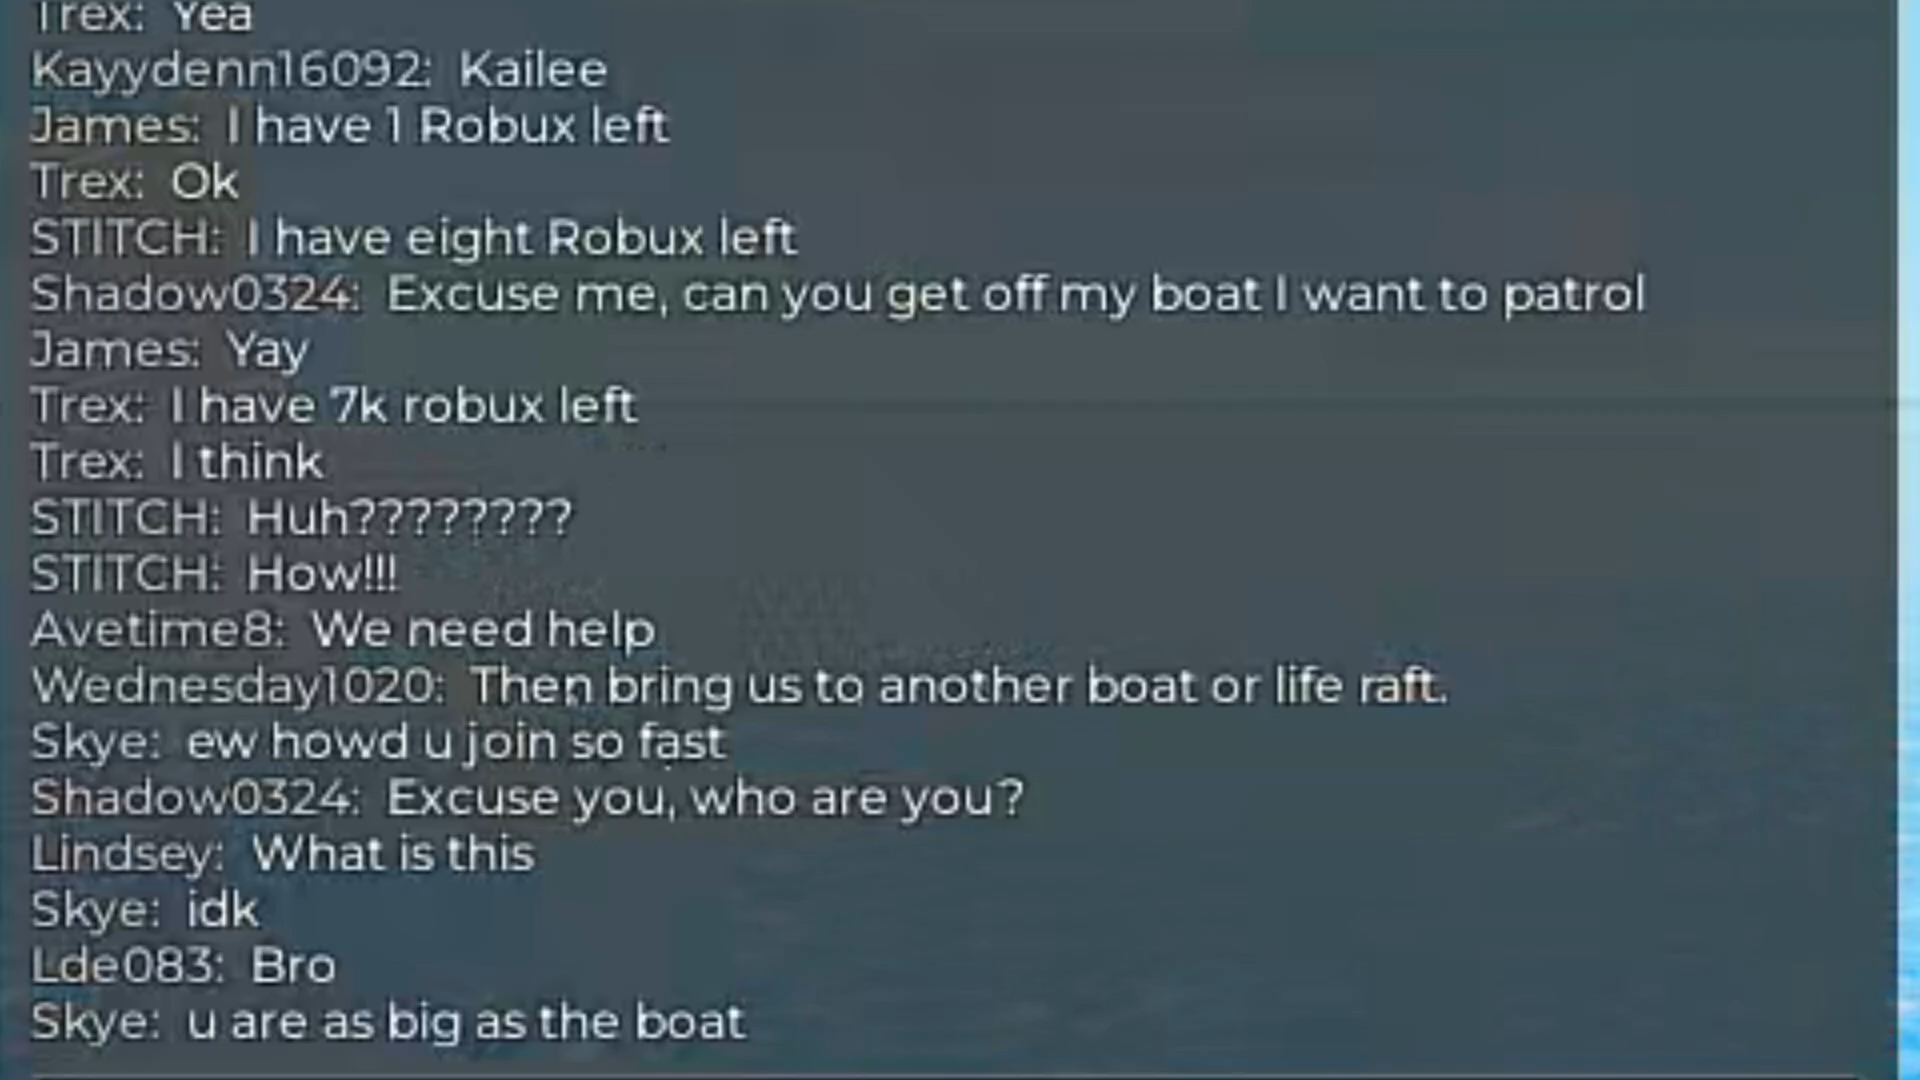 Trex: Yea
Kayydenn16092: Kailee
James: I have 1 Robux left
Trex: Ok
STITCH: I have eight Robux left
Shadow0324: Excuse me, can you get off my boat I want to patrol
James: Yay
Trex: I have 7k robux left
Trex: I think
STITCH: Huh????????
STITCH: How!!!
Avetime8: We need help
Wednesday1020: Then bring us to another boat or life raft.
Skye: ew howd u join so fast
Shadow0324: Excuse you, who are you?
Lindsey: What is this
Skye: idk
Lde083: Bro
Skye: u are as big as the boat